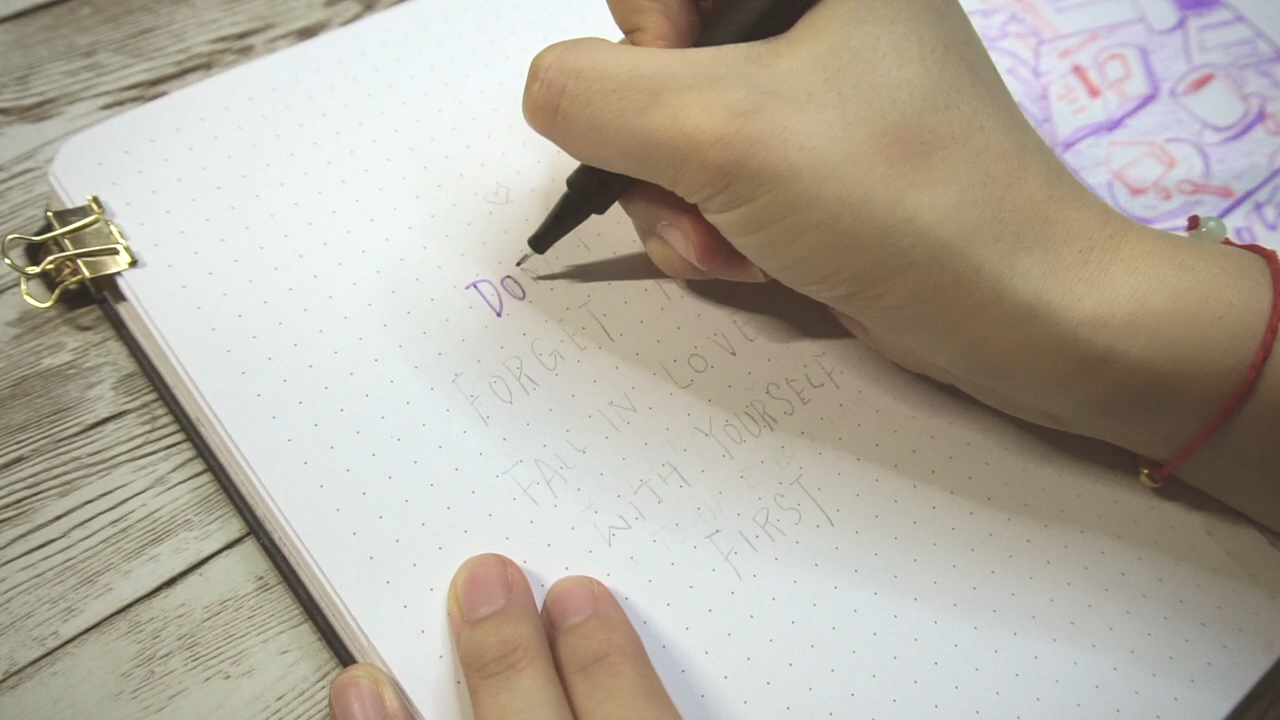 DO
FORGET
FALL IN LOVE
WITH YOURSELF
FIRST